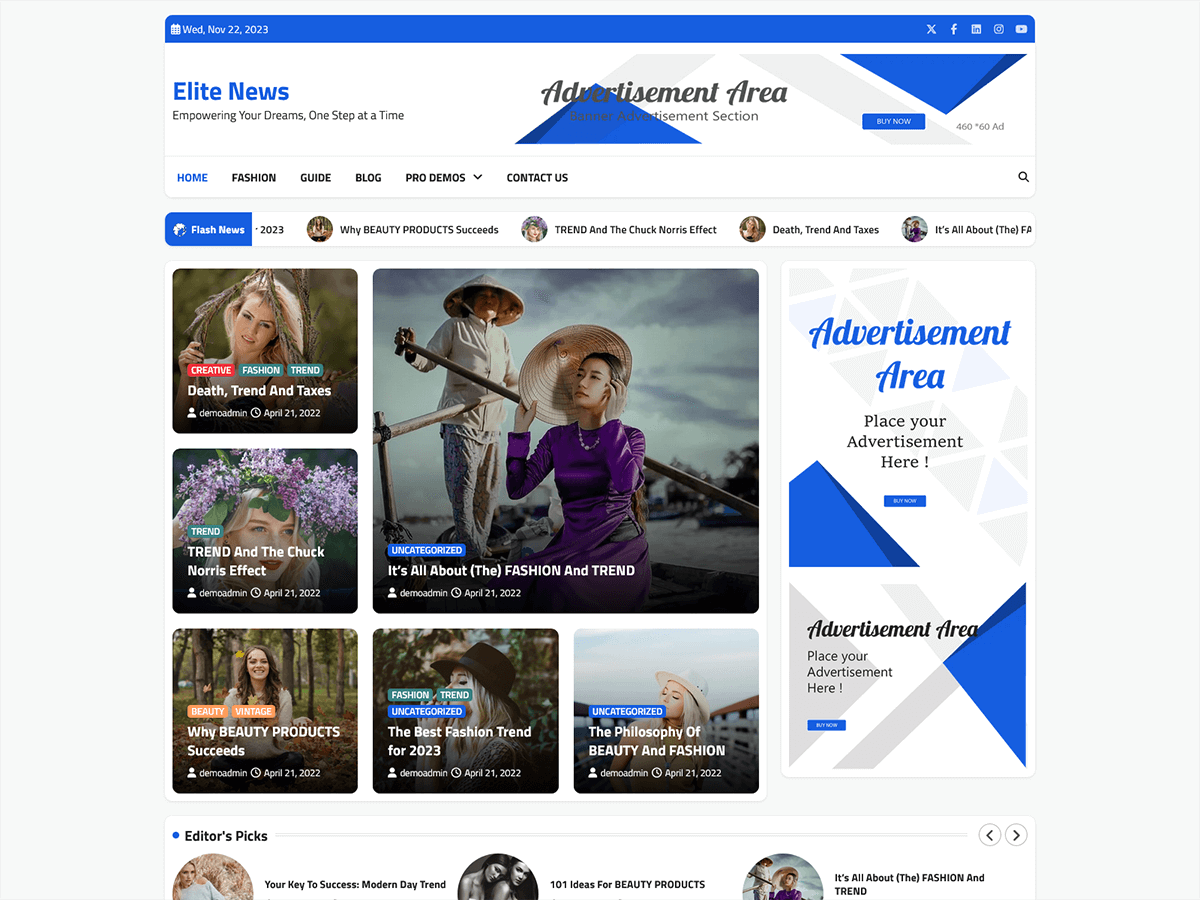 Wed, Nov 22, 2023
Elite News
Empowering Your Dreams, One Step at a Time
Advertisement Area
Banner Advertisement Section
BUY NOW
460 *60 Ad
HOME FASHION GUIDE BLOG PRO DEMOS CONTACT US
Flash News
2023 Why BEAUTY PRODUCTS Succeeds TREND And The Chuck Norris Effect Death, Trend And Taxes It's All About (The) FA
CREATIVE FASHION TREND
Death, Trend And Taxes
demoadmin April 21, 2022
TREND
TREND And The Chuck
Norris Effect
demoadmin April 21, 2022
UNCATEGORIZED
It's All About (The) FASHION And TREND
demoadmin April 21, 2022
BEAUTY VINTAGE
Why BEAUTY PRODUCTS
Succeeds
demoadmin April 21, 2022
FASHION TREND
UNCATEGORIZED
The Best Fashion Trend
for 2023
demoadmin April 21, 2022
UNCATEGORIZED
The Philosophy Of
BEAUTY And FASHION
demoadmin April 21, 2022
Advertisement
Area
Place your
Advertisement
Here !
BUY NOW
Advertisement Area
Place your
Advertisement
Here !
BUY NOW
Editor's Picks
Your Key To Success: Modern Day Trend
101 Ideas For BEAUTY PRODUCTS
It's All About (The) FASHION And
TREND